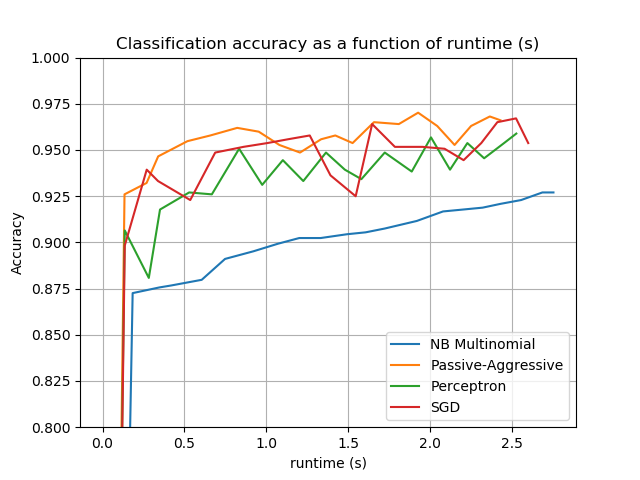 Classification accuracy as a function of runtime (s)
1.000
0.975
0.950
0.925
0.900
0.875
0.850
0.825
0.800
Accuracy
NB Multinomial
Passive-Aggressive
Perceptron
SGD
0.0 0.5 1.0 1.5 2.0 2.5
runtime (s)